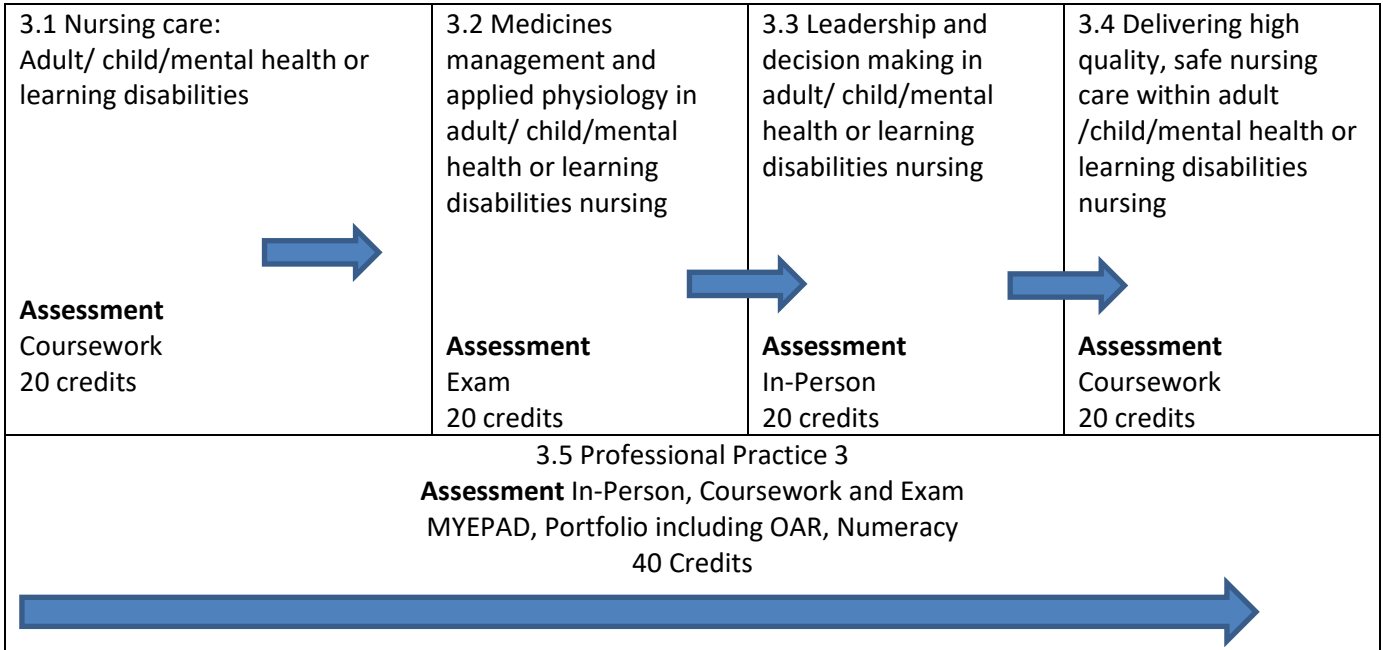 3.1 Nursing care:
Adult/ child/mental health or
learning disabilities
Assessment
Coursework
20 credits
3.2 Medicines
management and
applied physiology in
adult/ child/mental
health or learning
disabilities nursing
Assessment
Exam
20 credits
3.3 Leadership and
decision making in
adult/ child/mental
health or learning
disabilities nursing
Assessment
In-Person
20 credits
3.4 Delivering high
quality, safe nursing
care within adult
/child/mental health or
learning disabilities
nursing
Assessment
Coursework
20 credits
3.5 Professional Practice 3
Assessment In-Person, Coursework and Exam
MYEPAD, Portfolio including OAR, Numeracy
40 Credits